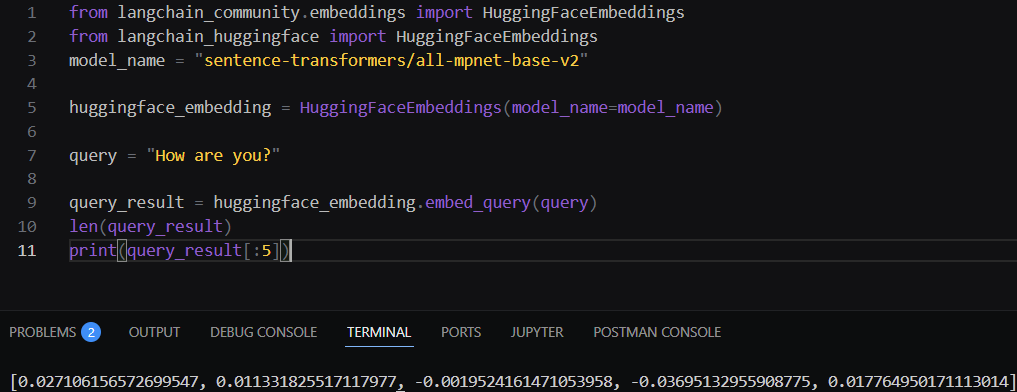 1 from langchain_community.embeddings import HuggingFaceEmbeddings
2 from langchain_huggingface import HuggingFaceEmbeddings
3 model_name = "sentence-transformers/all-mpnet-base-v2"
4
5 huggingface_embedding = HuggingFaceEmbeddings(model_name=model_name)
6
7 query = "How are you?"
8
9 query_result = huggingface_embedding.embed_query(query)
10 len(query_result)
11 print(query_result[:5])
PROBLEMS 2 OUTPUT DEBUG CONSOLE TERMINAL PORTS JUPYTER POSTMAN CONSOLE
[0.027106156572699547, 0.011331825517117977, -0.0019524161471053958, -0.03695132955908775, 0.017764950171113014]